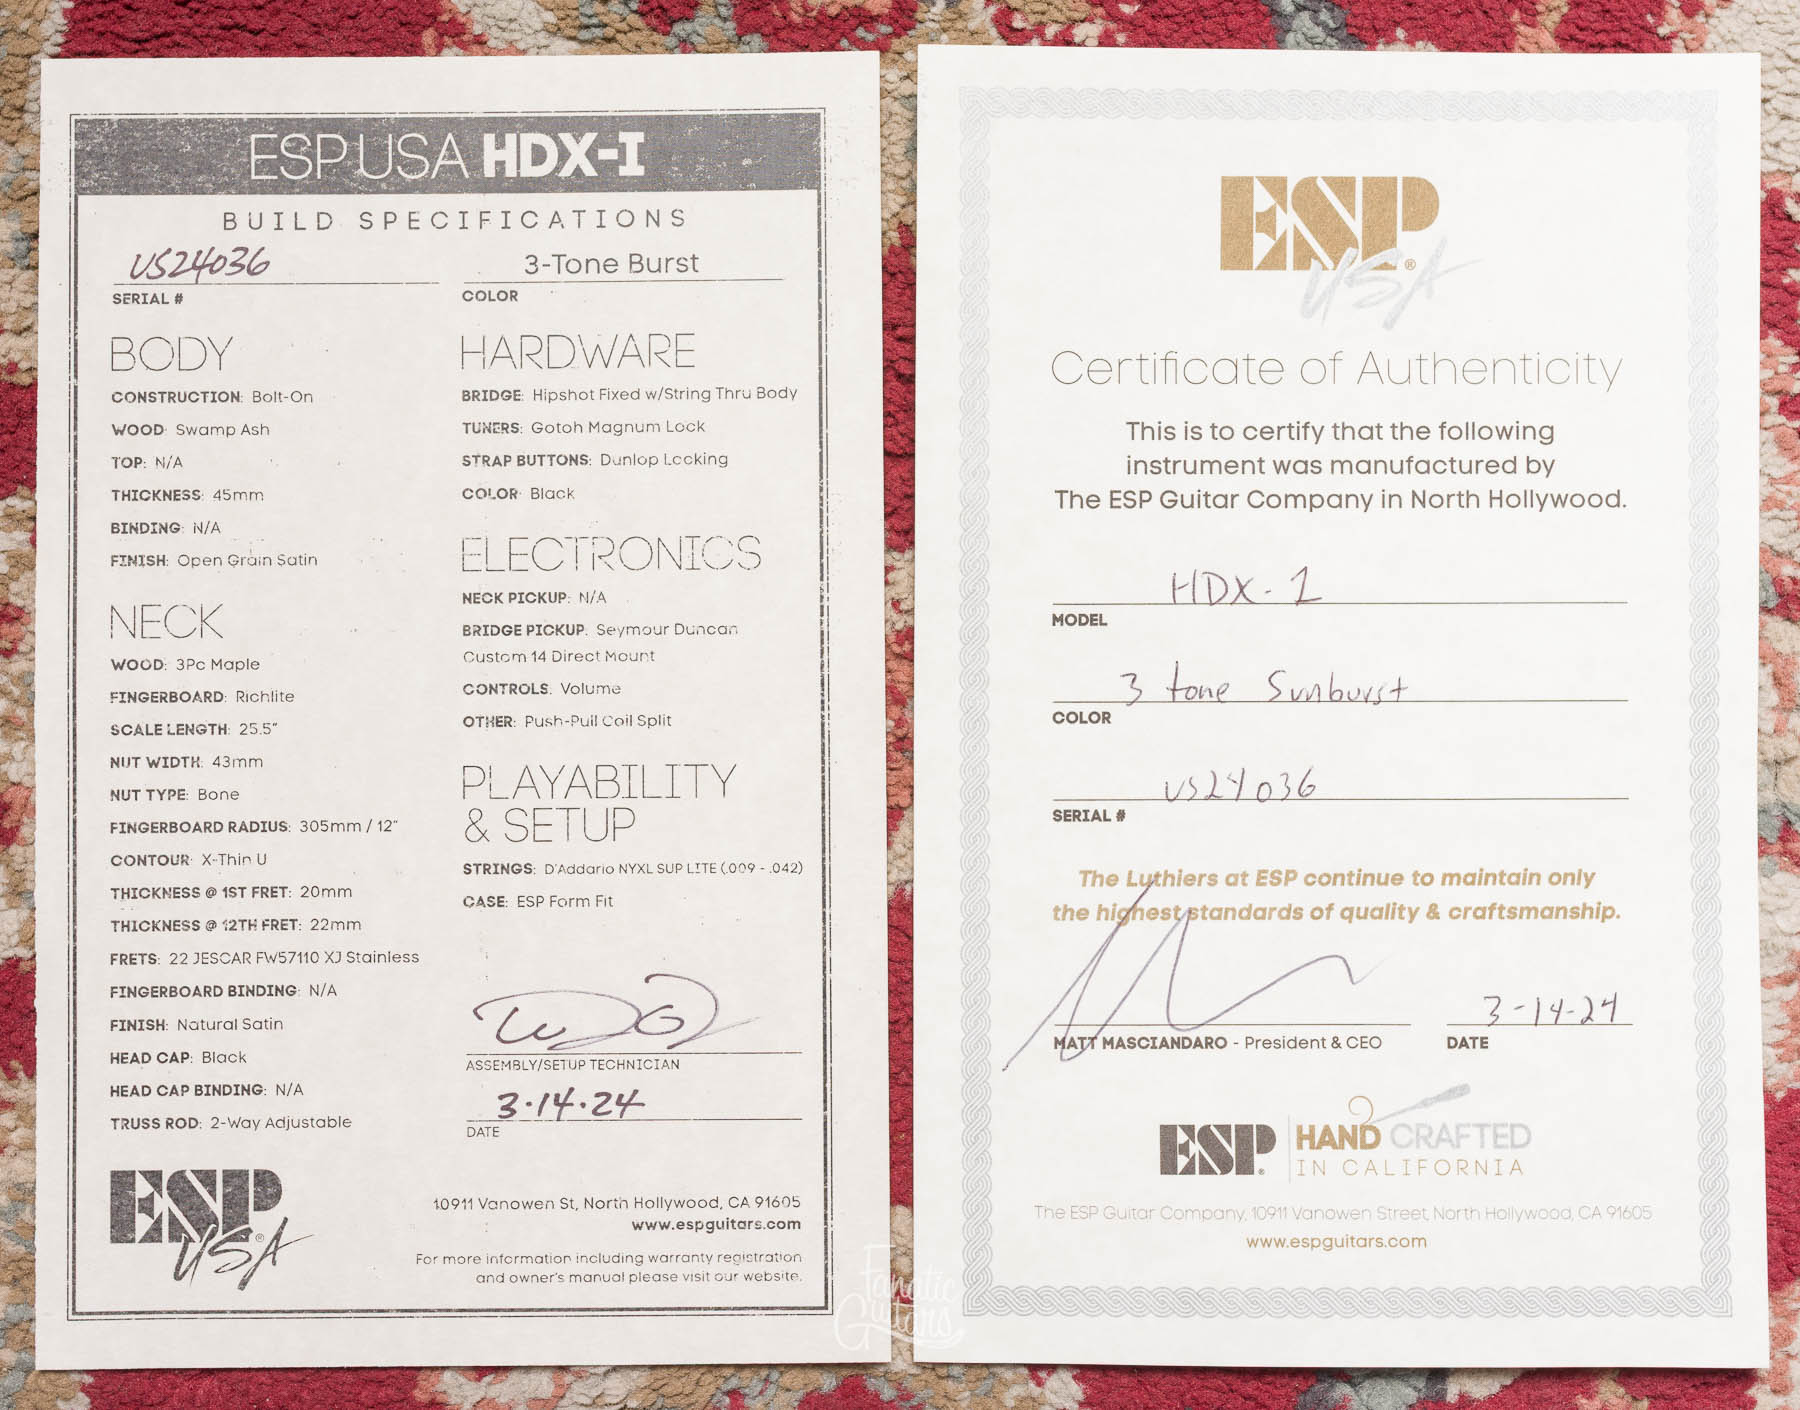 ESP USA HDX-I
BUILD SPECIFICATIONS
US24036
SERIAL #
3-Tone Burst
COLOR
BODY
CONSTRUCTION: Bolt-On
WOOD: Swamp Ash
TOP: N/A
THICKNESS: 45mm
BINDING: N/A
FINISH: Open Grain Satin
NECK
WOOD: 3Pc Maple
FINGERBOARD: Richlite
SCALE LENGTH: 25.5"
NUT WIDTH: 43mm
NUT TYPE: Bone
FINGERBOARD RADIUS: 305mm / 12"
CONTOUR: X-Thin U
THICKNESS @ 1ST FRET: 20mm
THICKNESS @ 12TH FRET: 22mm
FRETS: 22 JESCAR FW57110 XJ Stainless
FINGERBOARD BINDING: N/A
FINISH: Natural Satin
HEAD CAP: Black
HEAD CAP BINDING: N/A
TRUSS ROD: 2-Way Adjustable
HARDWARE
BRIDGE: Hipshot Fixed w/String Thru Body
TUNERS: Gotoh Magnum Lock
STRAP BUTTONS: Dunlop Locking
COLOR: Black
ELECTRONICS
NECK PICKUP: N/A
BRIDGE PICKUP: Seymour Duncan
Custom 14 Direct Mount
CONTROLS: Volume
OTHER: Push-Pull Coil Split
PLAYABILITY
& SETUP
STRINGS: D'Addario NYXL SUP LITE (.009 - .042)
CASE: ESP Form Fit
ASSEMBLY/SETUP TECHNICIAN
3·14·24
DATE
ESP®
USA
10911 Vanowen St, North Hollywood, CA 91605
www.espguitars.com
For more information including warranty registration
and owner's manual please visit our website.
ESP®
USA
Certificate of Authenticity
This is to certify that the following
instrument was manufactured by
The ESP Guitar Company in North Hollywood.
HDX-1
MODEL
3 tone Sunburst
COLOR
US24036
SERIAL #
The Luthiers at ESP continue to maintain only
the highest standards of quality & craftsmanship.
MATT MASCIANDARO - President & CEO
3-14-24
DATE
ESP®
HAND CRAFTED
IN CALIFORNIA
The ESP Guitar Company, 10911 Vanowen Street, North Hollywood, CA 91605
www.espguitars.com
Fanatic
Guitars